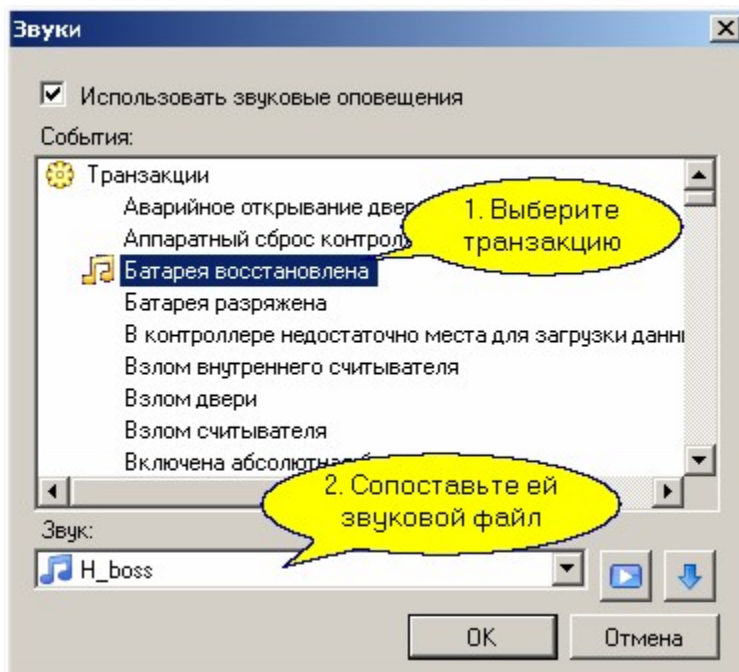 Звуки
Использовать звуковые оповещения
События:
Транзакции
Аварийное открывание двер
1. Выберите
транзакцию
Аппаратный сброс контрол
Батарея восстановлена
Батарея разряжена
В контроллере недостаточно места для загрузки данн
Взлом внутреннего считывателя
Взлом двери
Взлом считывателя
Включена абсолютная б
2. Сопоставьте ей
звуковой файл
Звук:
H_boss
OK
Отмена